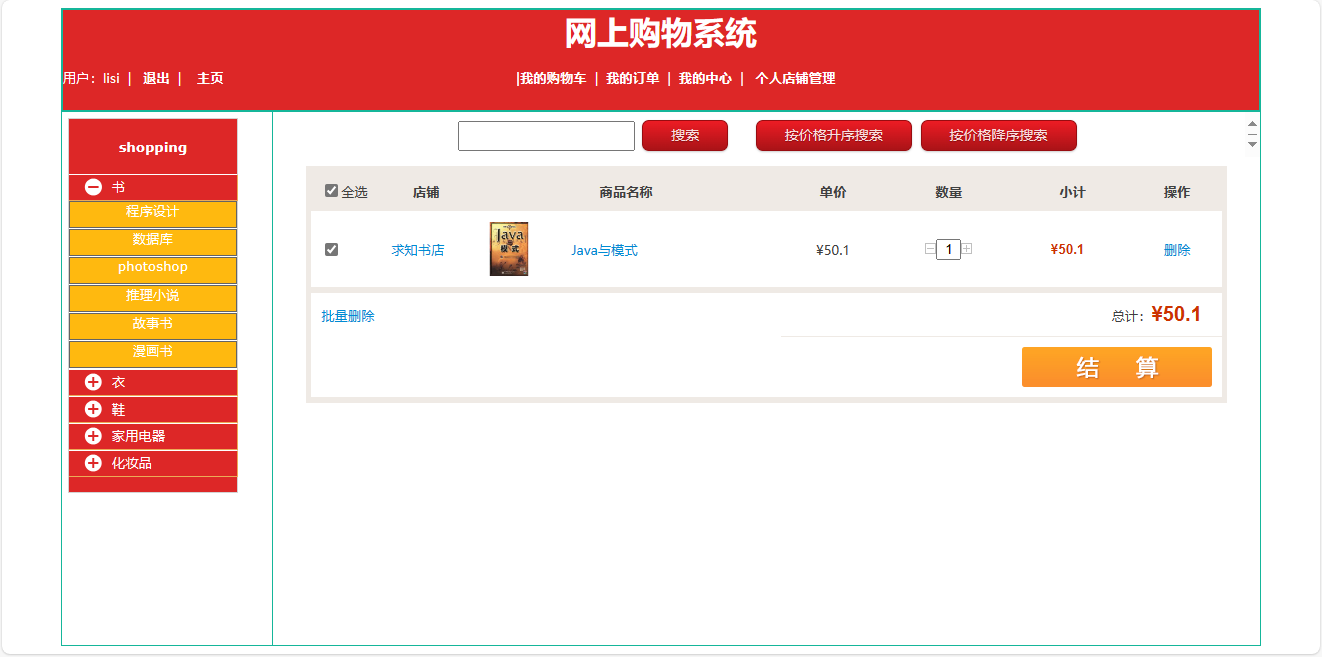 网上购物系统
用户：lisi | 退出 | 主页
|我的购物车 | 我的订单 | 我的中心 | 个人店铺管理
shopping
书
程序设计
数据库
photoshop
推理小说
故事书
漫画书
衣
鞋
家用电器
化妆品
搜索 按价格升序搜索 按价格降序搜索
全选 店铺 商品名称 单价 数量 小计 操作
求知书店 Java与模式 Java与模式 ¥50.1 1 ¥50.1 删除
批量删除 总计：¥50.1
结 算